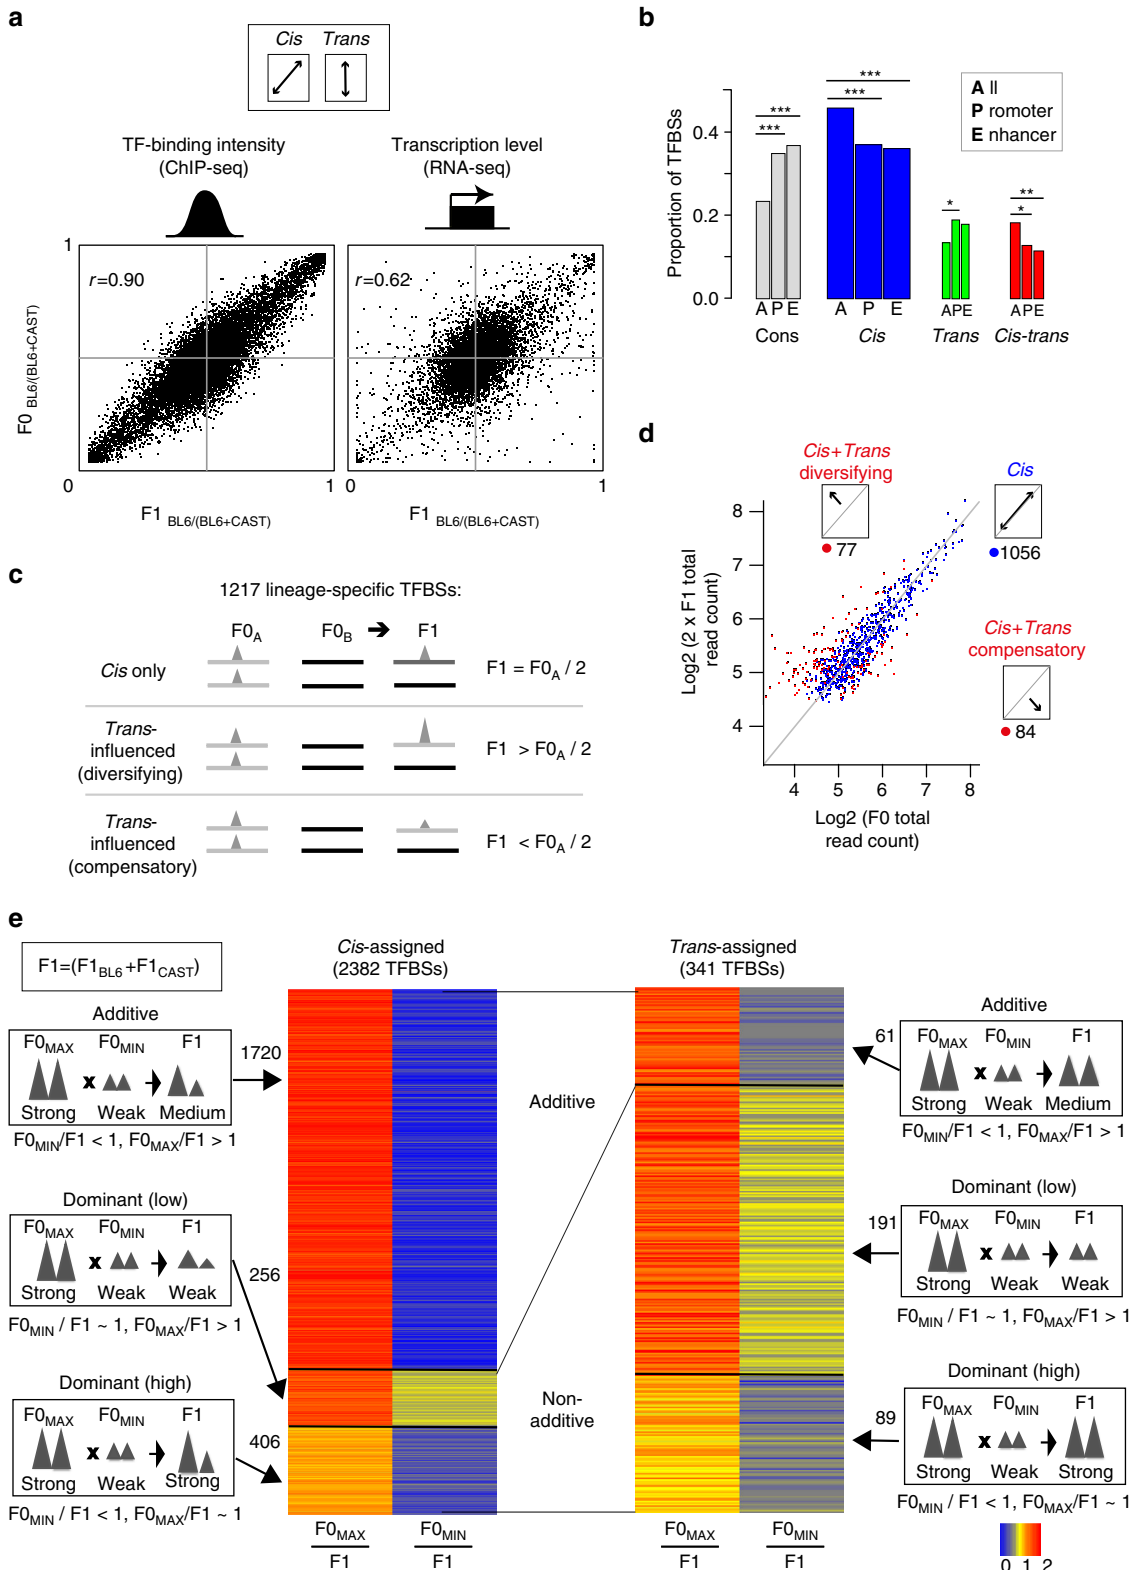 a
Cis Trans
TF-binding intensity
(ChIP-seq)
Transcription level
(RNA-seq)
1
r=0.90
r=0.62
F0 BL6/(BL6+CAST)
0 1 0 1
F1 BL6/(BL6+CAST)
F1 BL6/(BL6+CAST)
b
A ll
P romoter
E nhancer
Proportion of TFBSs
0.4
0.2
0.0
*** *** *** *** * ** *
A P E A P E APE APE
Cons Cis Trans Cis-trans
c
1217 lineage-specific TFBSs:
F0A F0B F1
Cis only
F1 = F0A / 2
Trans-
influenced
(diversifying)
F1 > F0A / 2
Trans-
influenced
(compensatory)
F1 < F0A / 2
d
Cis+Trans
diversifying
77
Cis
1056
Cis+Trans
compensatory
84
Log2 (2 x F1 total
read count)
8
7
6
5
4
4 5 6 7 8
Log2 (F0 total
read count)
e
F1=(F1BL6+F1CAST)
Cis-assigned
(2382 TFBSs)
Trans-assigned
(341 TFBSs)
Additive
F0MAX F0MIN F1
x
Strong Weak Medium
F0MIN/F1 < 1, F0MAX/F1 > 1
1720
Dominant (low)
F0MAX F0MIN F1
x
Strong Weak Weak
F0MIN / F1 ~ 1, F0MAX/F1 > 1
256
Dominant (high)
F0MAX F0MIN F1
x
Strong Weak Strong
F0MIN / F1 < 1, F0MAX/F1 ~ 1
406
Additive
Non-
additive
Additive
F0MAX F0MIN F1
x
Strong Weak Medium
F0MIN/F1 < 1, F0MAX/F1 > 1
61
Dominant (low)
F0MAX F0MIN F1
x
Strong Weak Weak
F0MIN / F1 ~ 1, F0MAX/F1 > 1
191
Dominant (high)
F0MAX F0MIN F1
x
Strong Weak Strong
F0MIN / F1 < 1, F0MAX/F1 ~ 1
89
F0MAX F0MIN
F1 F1
F0MAX F0MIN
F1 F1
0 1 2